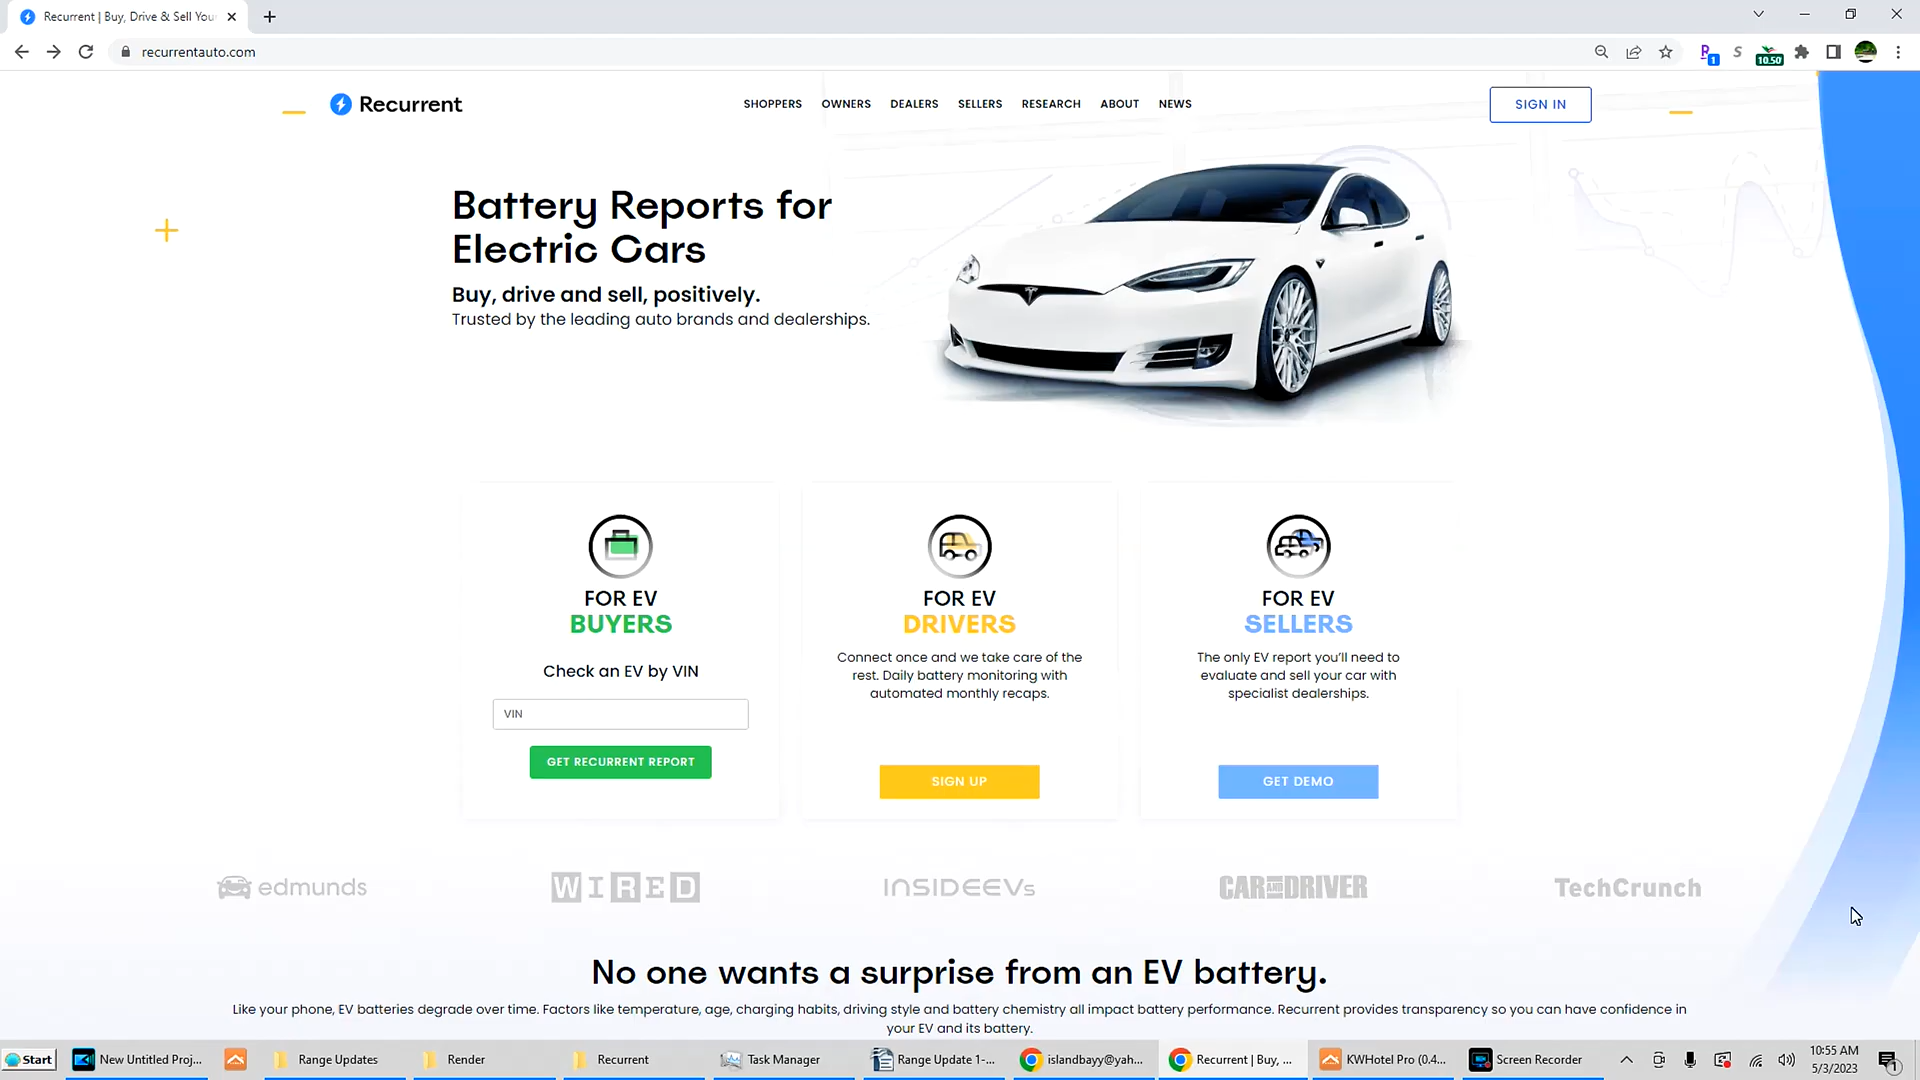 Recurrent | Buy, Drive & Sell Your
recurrentauto.com
1
10.50
Recurrent
SHOPPERS OWNERS DEALERS SELLERS RESEARCH ABOUT NEWS
SIGN IN
Battery Reports for
Electric Cars
Buy, drive and sell, positively.
Trusted by the leading auto brands and dealerships.
FOR EV
BUYERS
Check an EV by VIN
VIN
GET RECURRENT REPORT
FOR EV
DRIVERS
Connect once and we take care of the
rest. Daily battery monitoring with
automated monthly recaps.
SIGN UP
FOR EV
SELLERS
The only EV report you’ll need to
evaluate and sell your car with
specialist dealerships.
GET DEMO
edmunds
WIRED
INSIDEEVs
CAR AND DRIVER
TechCrunch
No one wants a surprise from an EV battery.
Like your phone, EV batteries degrade over time. Factors like temperature, age, charging habits, driving style and battery chemistry all impact battery performance. Recurrent provides transparency so you can have confidence in
your EV and its battery.
Start
New Untitled Proj...
Range Updates
Render
Recurrent
Task Manager
Range Update 1-...
islandbayy@yah...
Recurrent | Buy, ...
KWHotel Pro (0.4...
Screen Recorder
10:55 AM
5/3/2023
1